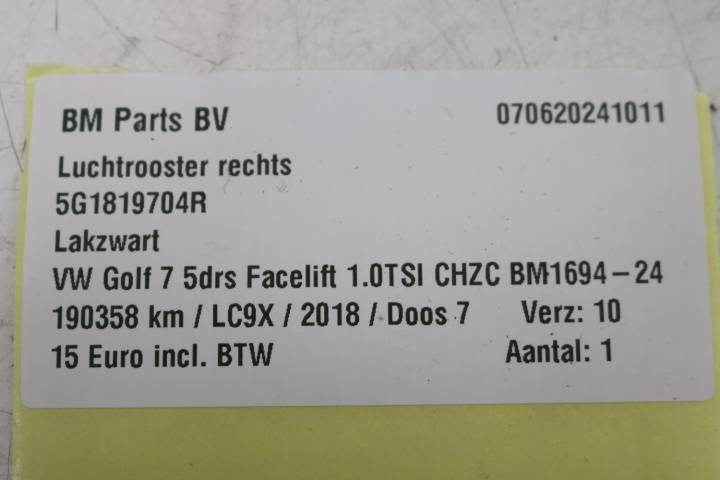 BM Parts BV 070620241011
Luchtrooster rechts
5G1819704R
Lakzwart
VW Golf 7 5drs Facelift 1.0TSI CHZC BM1694-24
190358 km / LC9X / 2018 / Doos 7 Verz: 10
15 Euro incl. BTW Aantal: 1